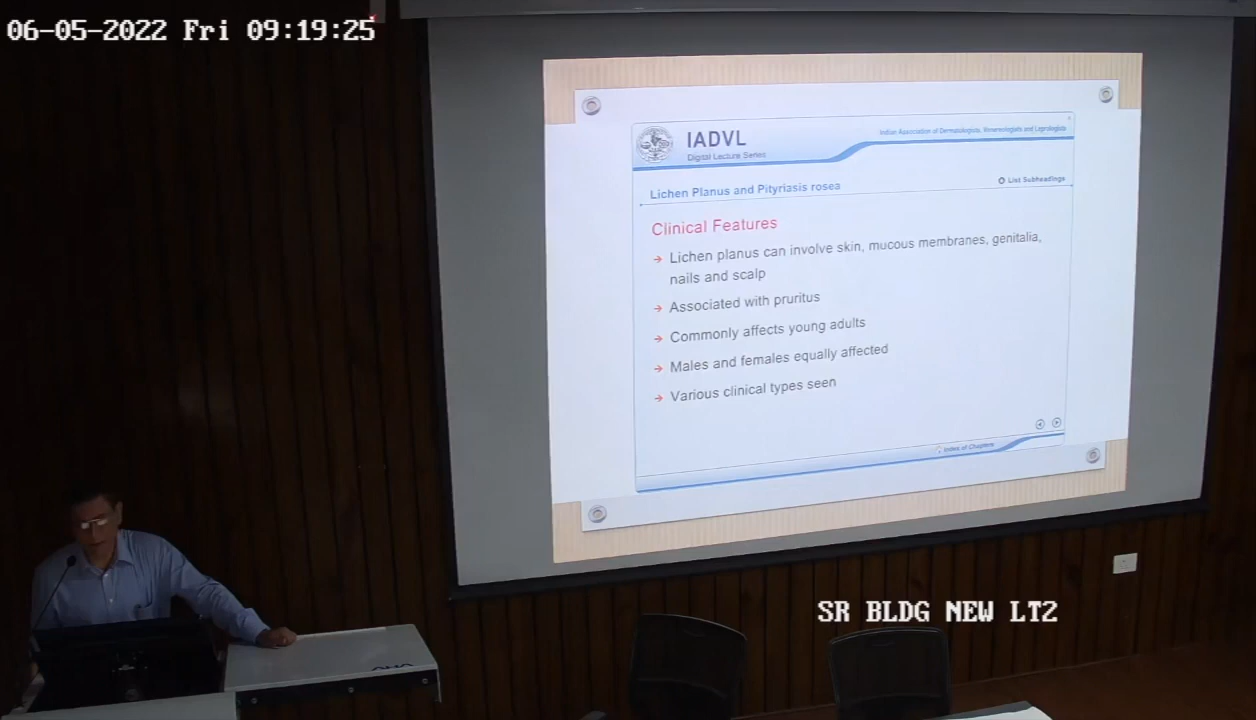 06-05-2022 Fri 09:19:25
IADVL
Digital Lecture Series
Indian Association of Dermatologists, Venereologists and Leprologists
Lichen Planus and Pityriasis rosea
List Subheadings
Clinical Features
→ Lichen planus can involve skin, mucous membranes, genitalia,
nails and scalp
→ Associated with pruritus
→ Commonly affects young adults
→ Males and females equally affected
→ Various clinical types seen
Index of Chapters
SR BLDG NEW LT2